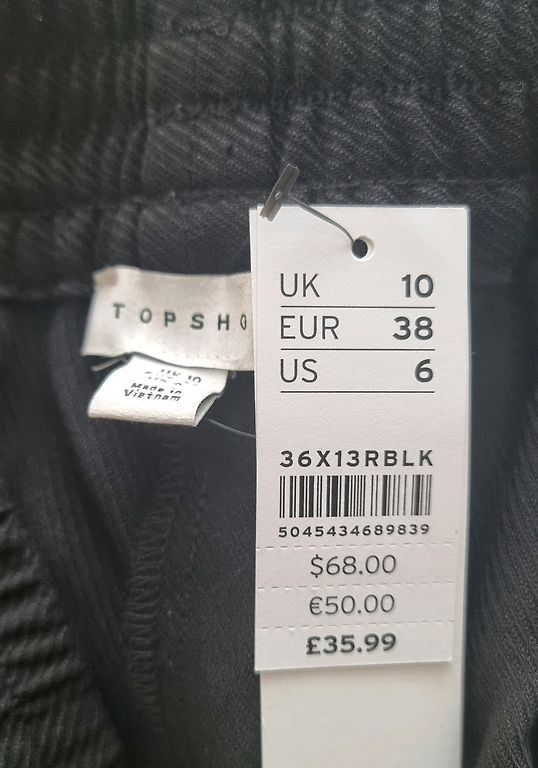 TOPSHO
UK 10
Made in
Vietnam
UK 10
EUR 38
US 6
36X13RBLK
5045434689839
$68.00
€50.00
£35.99